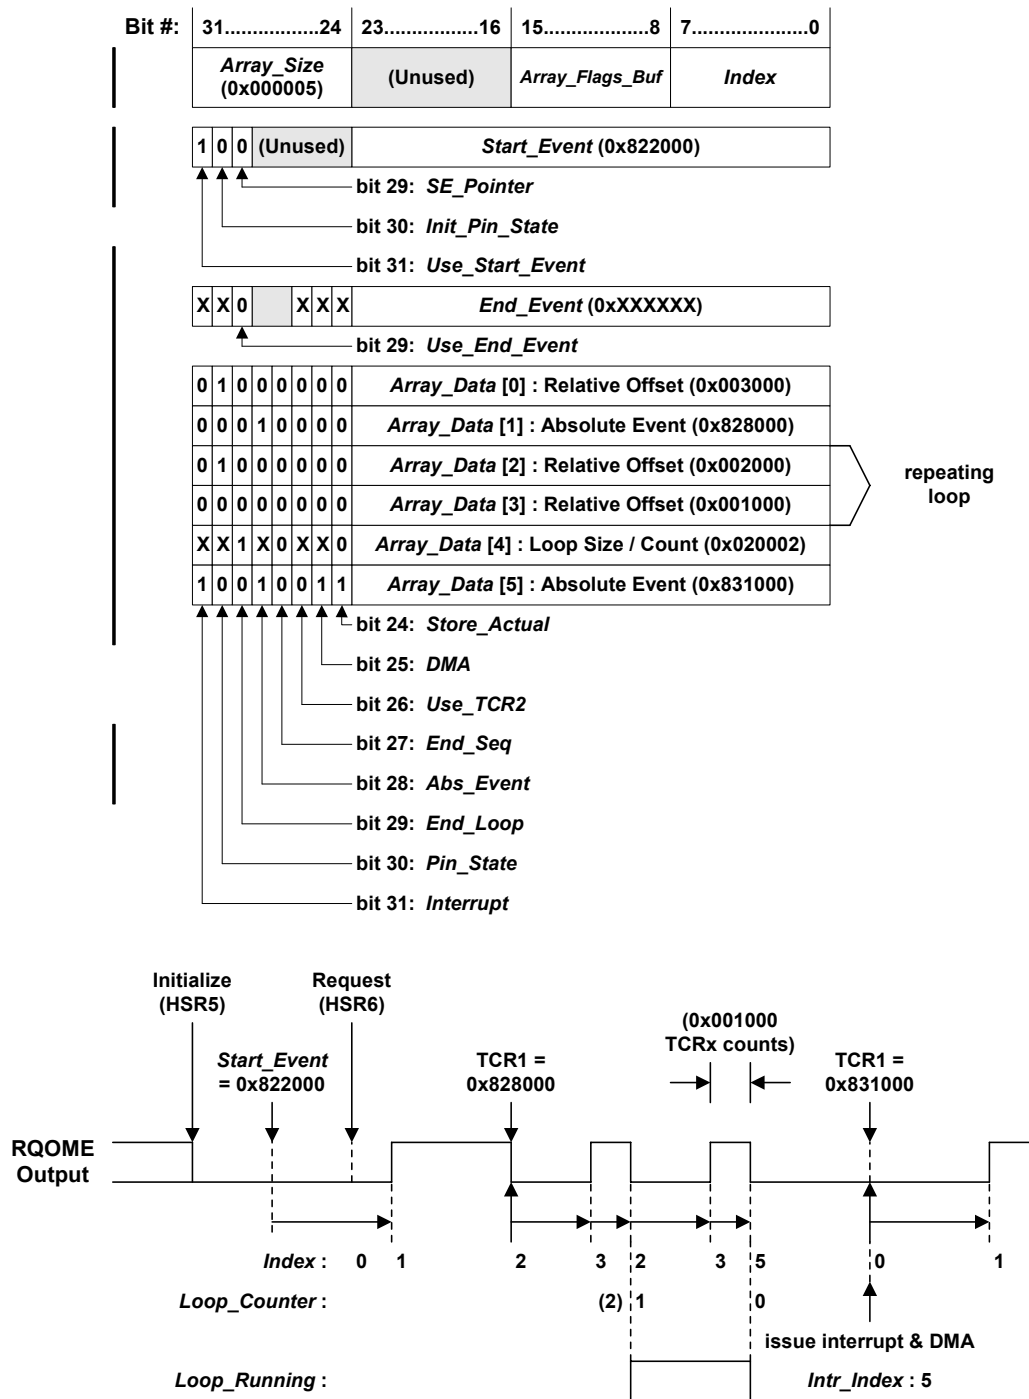 Bit #: 31..................24 23..................16 15....................8 7......................0
Array_Size (Unused) Array_Flags_Buf Index
(0x000005)
1 0 0 (Unused) Start_Event (0x822000)
bit 29: SE_Pointer
bit 30: Init_Pin_State
bit 31: Use_Start_Event
X X 0 X X X End_Event (0xXXXXXX)
bit 29: Use_End_Event
0 1 0 0 0 0 0 0 Array_Data [0] : Relative Offset (0x003000)
0 0 0 1 0 0 0 0 Array_Data [1] : Absolute Event (0x828000)
0 1 0 0 0 0 0 0 Array_Data [2] : Relative Offset (0x002000)
repeating
loop
0 0 0 0 0 0 0 0 Array_Data [3] : Relative Offset (0x001000)
X X 1 X 0 X X 0 Array_Data [4] : Loop Size / Count (0x020002)
1 0 0 1 0 0 1 1 Array_Data [5] : Absolute Event (0x831000)
bit 24: Store_Actual
bit 25: DMA
bit 26: Use_TCR2
bit 27: End_Seq
bit 28: Abs_Event
bit 29: End_Loop
bit 30: Pin_State
bit 31: Interrupt
Initialize
(HSR5)
Request
(HSR6)
(0x001000
TCRx counts)
Start_Event
= 0x822000
TCR1 =
0x828000
TCR1 =
0x831000
RQOME
Output
Index : 0 1 2 3 2 3 5 0 1
Loop_Counter : (2) 1 0
issue interrupt & DMA
Loop_Running : Intr_Index : 5